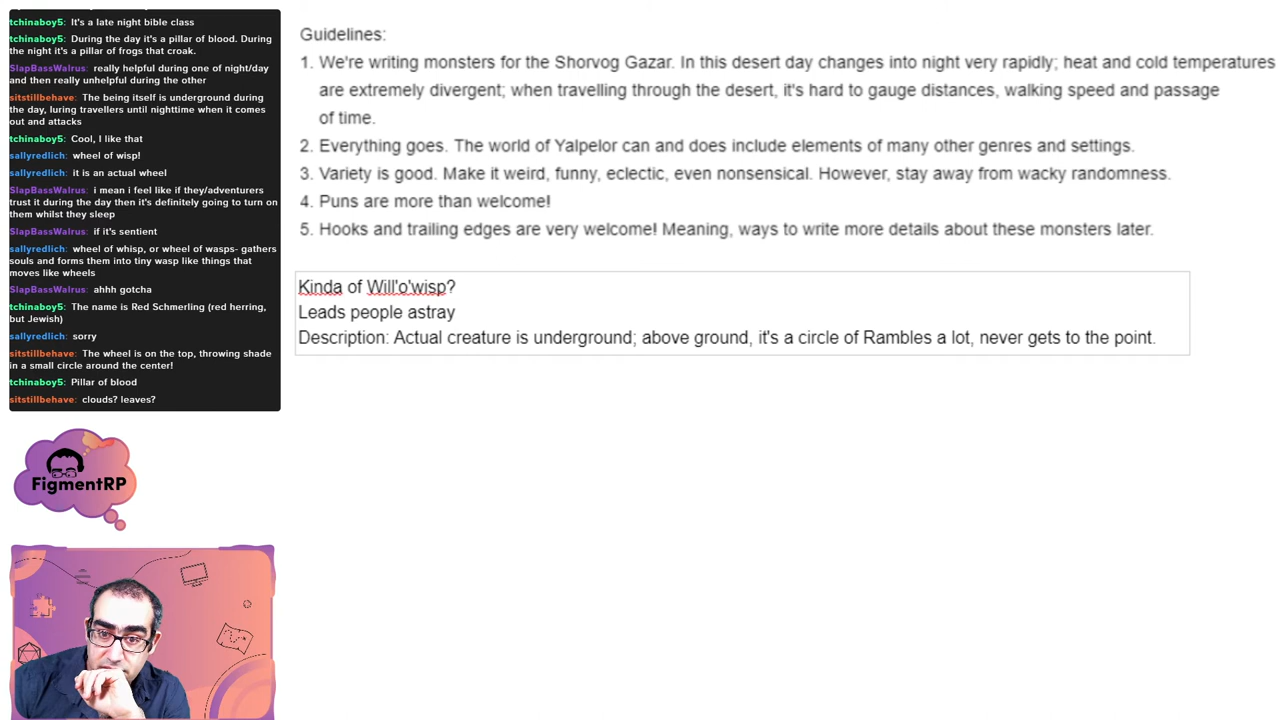 tchinaboy5: It's a late night bible class
tchinaboy5: During the day it's a pillar of blood. During
the night it's a pillar of frogs that croak.
SlapBassWalrus: really helpful during one of night/day
and then really unhelpful during the other
sitstillbehave: The being itself is underground during
the day, luring travellers until nighttime when it comes
out and attacks
tchinaboy5: Cool, I like that
sallyredlich: wheel of wisp!
sallyredlich: it is an actual wheel
SlapBassWalrus: i mean i feel like if they/adventurers
trust it during the day then it's definitely going to turn on
them whilst they sleep
SlapBassWalrus: if it's sentient
sallyredlich: wheel of whisp, or wheel of wasps- gathers
souls and forms them into tiny wasp like things that
moves like wheels
SlapBassWalrus: ahhh gotcha
tchinaboy5: The name is Red Schmerling (red herring,
but Jewish)
sallyredlich: sorry
sitstillbehave: The wheel is on the top, throwing shade
in a small circle around the center!
tchinaboy5: Pillar of blood
sitstillbehave: clouds? leaves?
FigmentRP
Guidelines:
1. We're writing monsters for the Shorvog Gazar. In this desert day changes into night very rapidly; heat and cold temperatures
are extremely divergent; when travelling through the desert, it's hard to gauge distances, walking speed and passage
of time.
2. Everything goes. The world of Yalpelor can and does include elements of many other genres and settings.
3. Variety is good. Make it weird, funny, eclectic, even nonsensical. However, stay away from wacky randomness.
4. Puns are more than welcome!
5. Hooks and trailing edges are very welcome! Meaning, ways to write more details about these monsters later.
Kinda of Will'o'wisp?
Leads people astray
Description: Actual creature is underground; above ground, it's a circle of Rambles a lot, never gets to the point.